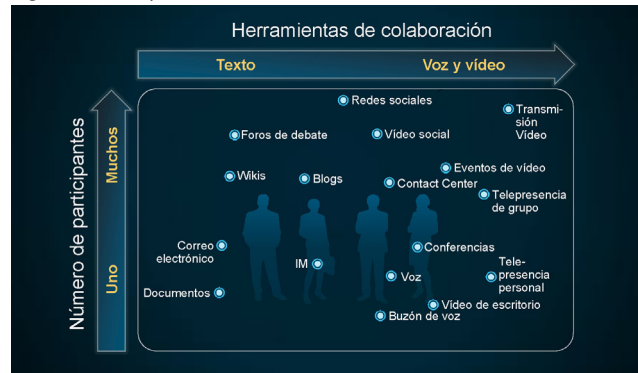 Herramientas de colaboración
Texto
Voz y vídeo
Número de participantes
Muchos
Uno
Redes sociales
Transmi-
sión
Vídeo
Foros de debate
Vídeo social
Eventos de vídeo
Wikis
Blogs
Contact Center
Telepresencia
de grupo
Correo
electrónico
Conferencias
IM
Voz
Tele-
presencia
personal
Documentos
Vídeo de escritorio
Buzón de voz